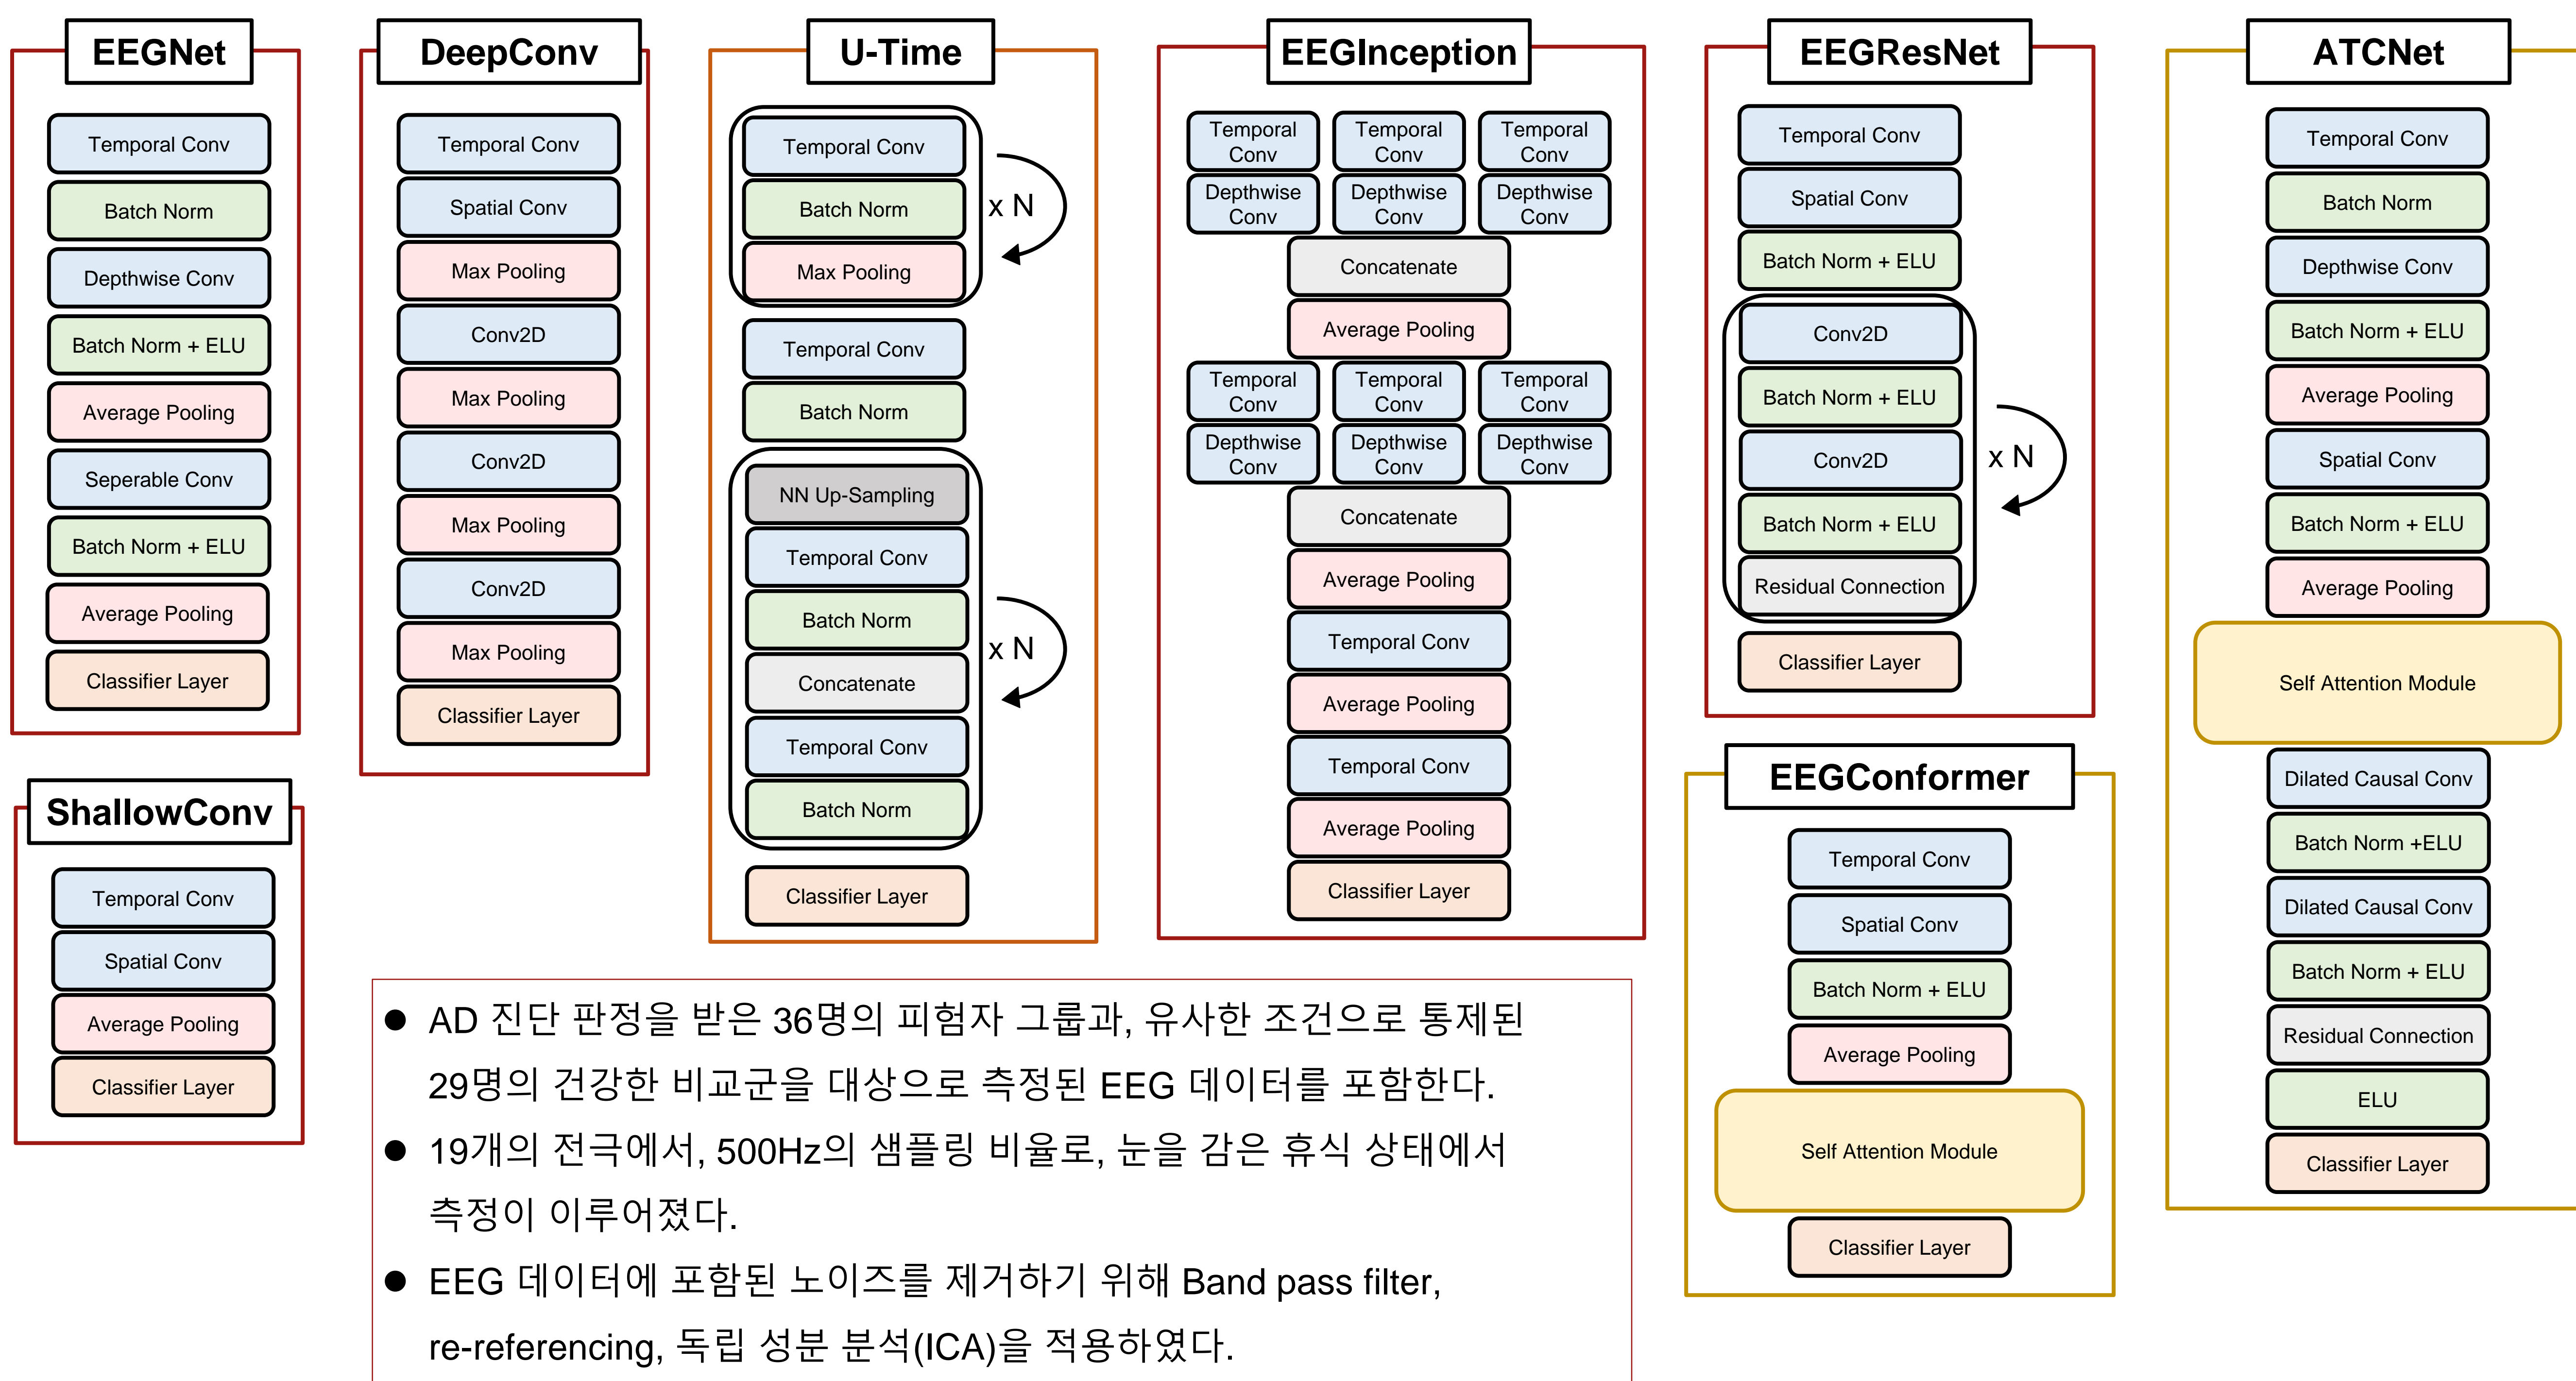 EEGNet
Temporal Conv
Batch Norm
Depthwise Conv
Batch Norm + ELU
Average Pooling
Seperable Conv
Batch Norm + ELU
Average Pooling
Classifier Layer
ShallowConv
Temporal Conv
Spatial Conv
Average Pooling
Classifier Layer
DeepConv
Temporal Conv
Spatial Conv
Max Pooling
Conv2D
Max Pooling
Conv2D
Max Pooling
Conv2D
Max Pooling
Classifier Layer
U-Time
Temporal Conv
Batch Norm
Max Pooling
x N
Temporal Conv
Batch Norm
NN Up-Sampling
Temporal Conv
Batch Norm
Concatenate
Temporal Conv
Batch Norm
x N
Classifier Layer
EEGInception
Temporal
Conv
Temporal
Conv
Temporal
Conv
Depthwise
Conv
Depthwise
Conv
Depthwise
Conv
Concatenate
Average Pooling
Temporal
Conv
Temporal
Conv
Temporal
Conv
Depthwise
Conv
Depthwise
Conv
Depthwise
Conv
Concatenate
Average Pooling
Temporal Conv
Average Pooling
Temporal Conv
Average Pooling
Classifier Layer
EEGResNet
Temporal Conv
Spatial Conv
Batch Norm + ELU
Conv2D
Batch Norm + ELU
Conv2D
Batch Norm + ELU
Residual Connection
x N
Classifier Layer
EEGConformer
Temporal Conv
Spatial Conv
Batch Norm + ELU
Average Pooling
Self Attention Module
Classifier Layer
ATCNet
Temporal Conv
Batch Norm
Depthwise Conv
Batch Norm + ELU
Average Pooling
Spatial Conv
Batch Norm + ELU
Average Pooling
Self Attention Module
Dilated Causal Conv
Batch Norm +ELU
Dilated Causal Conv
Batch Norm + ELU
Residual Connection
ELU
Classifier Layer
● AD 진단 판정을 받은 36명의 피험자 그룹과, 유사한 조건으로 통제된
29명의 건강한 비교군을 대상으로 측정된 EEG 데이터를 포함한다.
● 19개의 전극에서, 500Hz의 샘플링 비율로, 눈을 감은 휴식 상태에서
측정이 이루어졌다.
● EEG 데이터에 포함된 노이즈를 제거하기 위해 Band pass filter,
re-referencing, 독립 성분 분석(ICA)을 적용하였다.